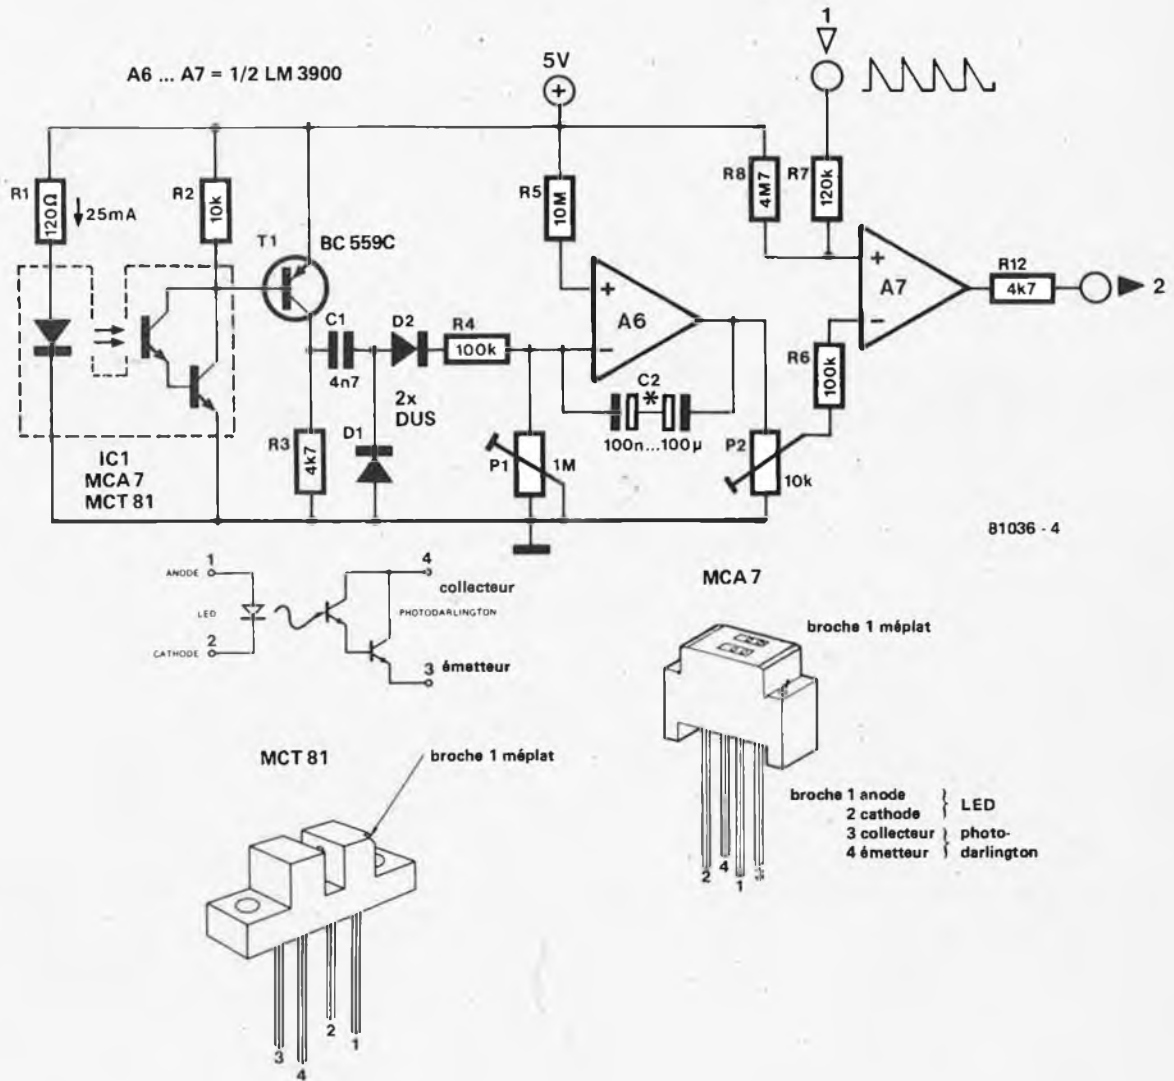 1
A6 ... A7 = 1/2 LM 3900
5V
+
R1
120Ω
25mA
R2
10k
T1
BC 559C
R5
10M
R8
4M7
R7
120k
+
A7
−
R12
4k7
2
+
A6
−
C1
4n7
D2
R4
100k
2x
DUS
D1
R3
4k7
C2
*
100n...100µ
P1
1M
R6
100k
P2
10k
IC1
MCA 7
MCT 81
81036 - 4
ANODE
1
LED
2
CATHODE
4
collecteur
PHOTODARLINGTON
3
émetteur
MCA 7
broche 1 méplat
2
4
1
broche 1 anode
2 cathode
LED
3 collecteur
4 émetteur
photo-
darlington
MCT 81
broche 1 méplat
3
4
2
1